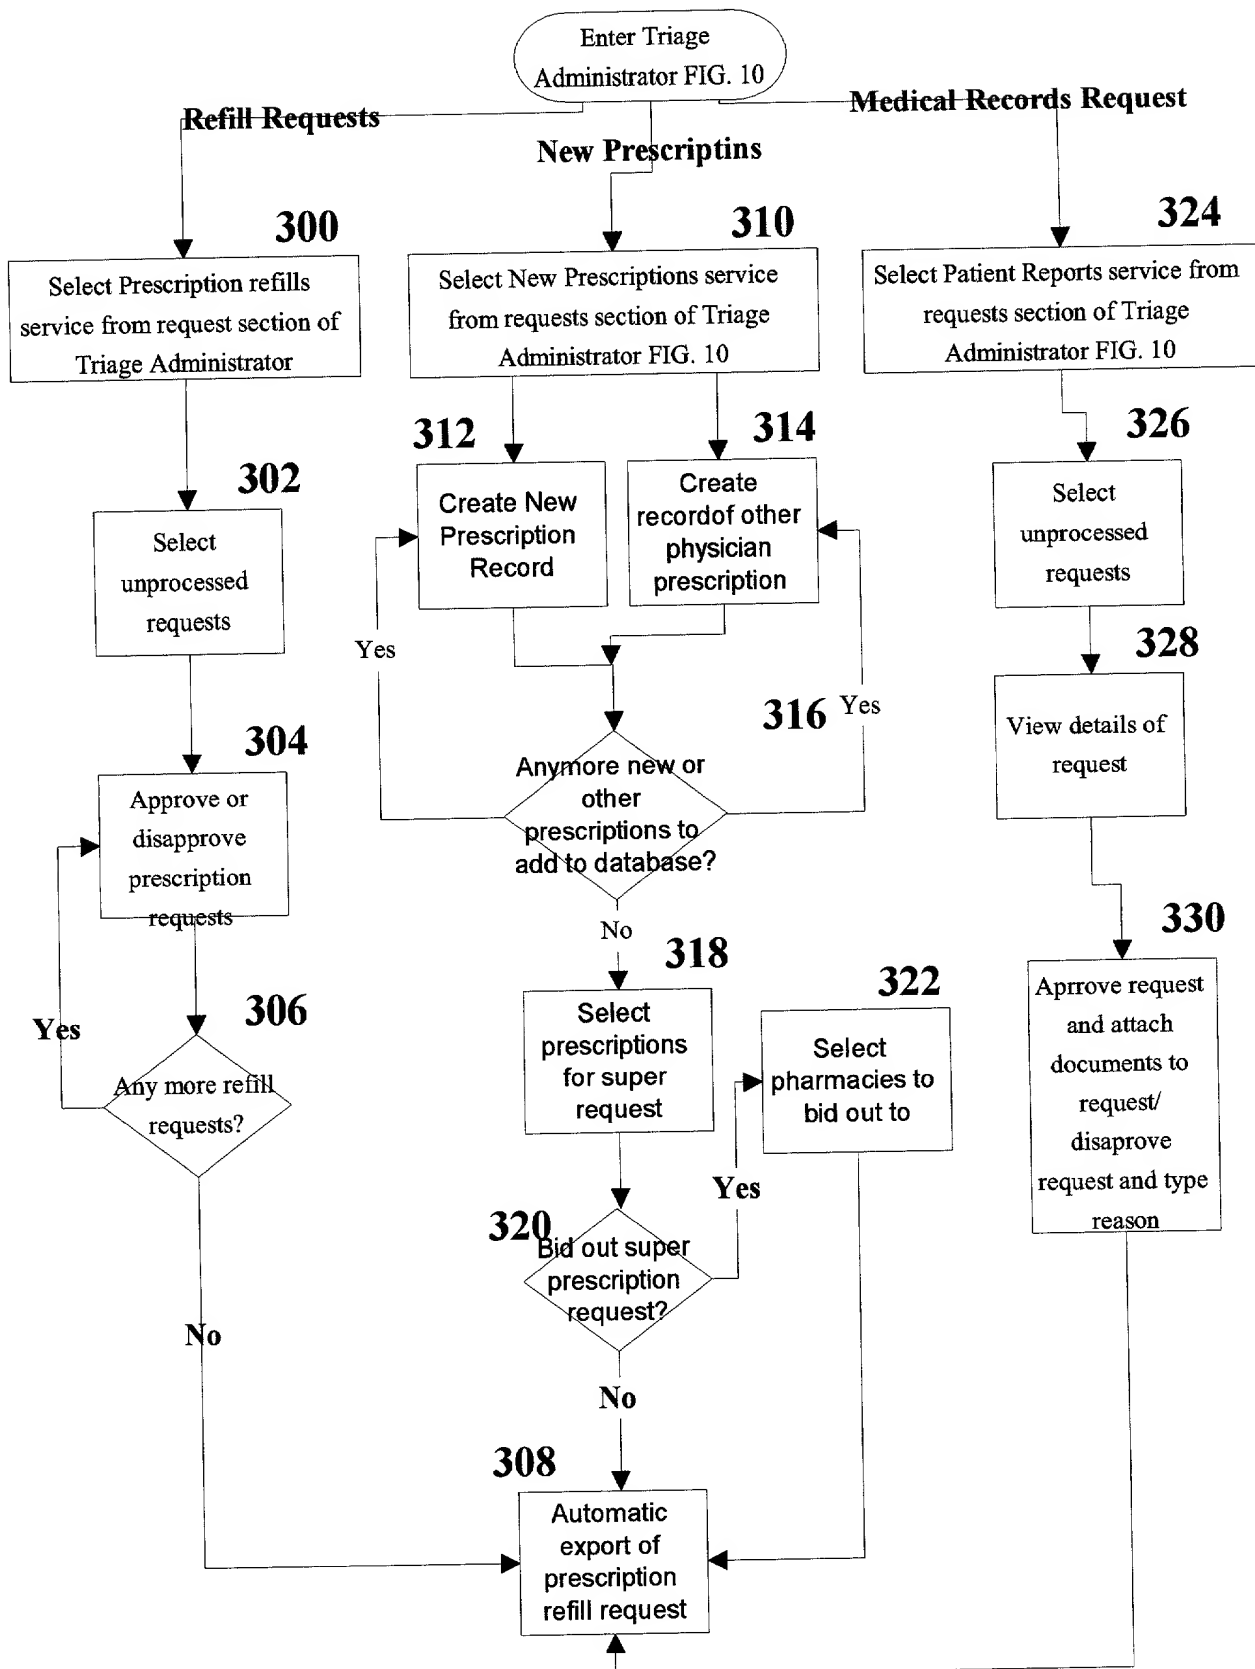 Enter Triage
Administrator FIG. 10
Refill Requests
New Prescriptins
Medical Records Request
300
Select Prescription refills
service from request section of
Triage Administrator
310
Select New Prescriptions service
from requests section of Triage
Administrator FIG. 10
324
Select Patient Reports service from
requests section of Triage
Administrator FIG. 10
302
Select
unprocessed
requests
312
Create New
Prescription
Record
314
Create
recordof other
physician
prescription
326
Select
unprocessed
requests
Yes
Yes
316
Anymore new or
other
prescriptions to
add to database?
No
328
View details of
request
304
Approve or
disapprove
prescription
requests
Yes
306
Any more refill
requests?
No
318
Select
prescriptions
for super
request
322
Select
pharmacies to
bid out to
330
Aprrove request
and attach
documents to
request/
disaprove
request and type
reason
Yes
320
Bid out super
prescription
request?
No
308
Automatic
export of
prescription
refill request